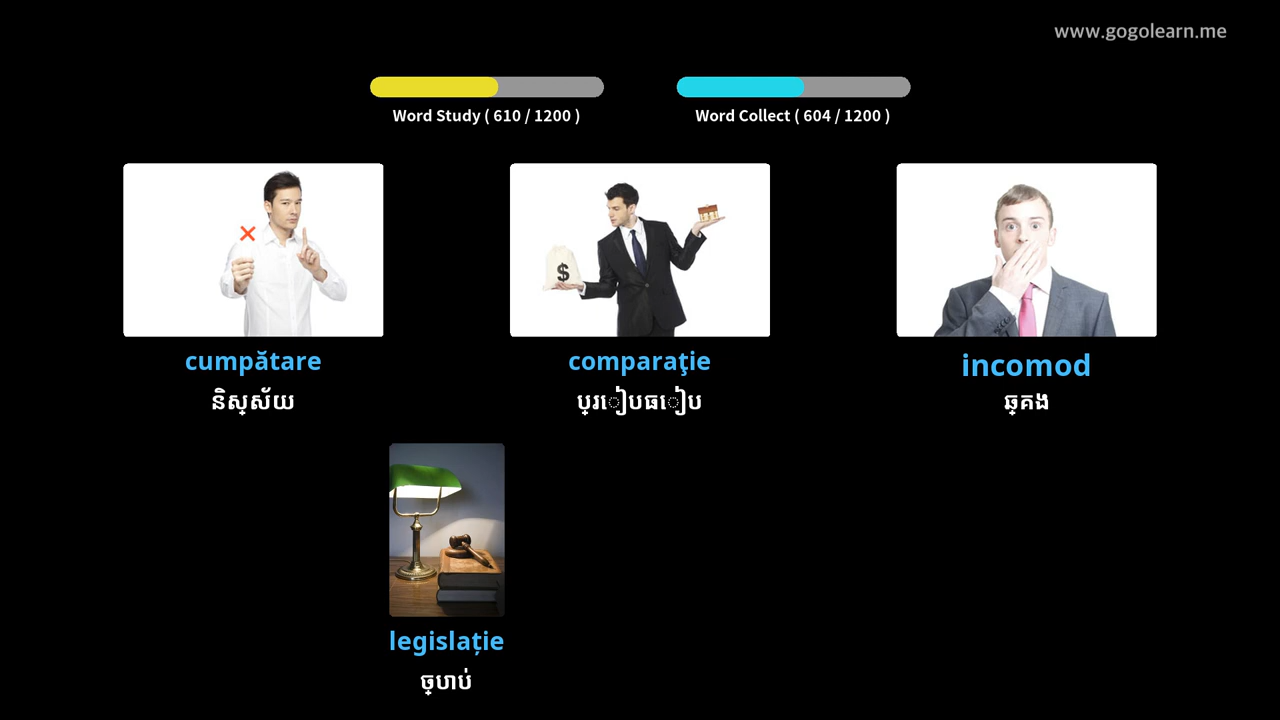 www.gogolearn.me
Word Study ( 610 / 1200 )
Word Collect ( 604 / 1200 )
$
cumpătare
និស្ស័យ
comparaţie
ប្រៀបធៀប
incomod
ឆ្គង
legislație
ច្បាប់